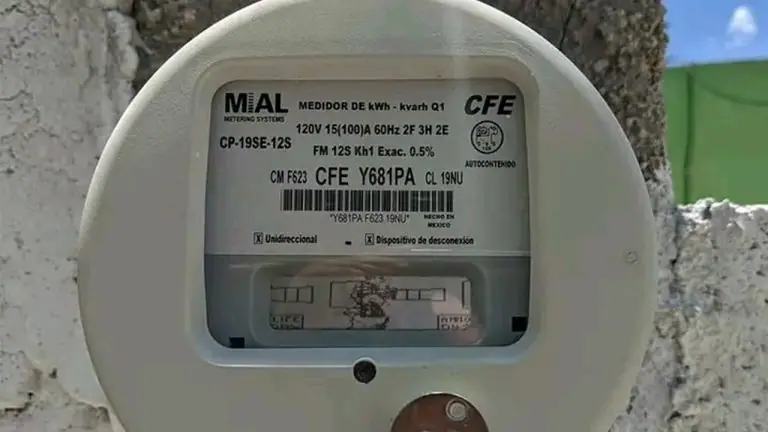 MIAL
METERING SYSTEMS
MEDIDOR DE kWh - kvarh Q1
CFE
120V 15(100)A 60Hz 2F 3H 2E
CP-19SE-12S
FM 12S Kh1 Exac. 0.5%
AUTOCONTENIDO
CM F623 CFE Y681PA CL 19NU
*Y681PA F623 19NU*
HECHO EN
MEXICO
X Unidireccional - X Dispositivo de desconexión